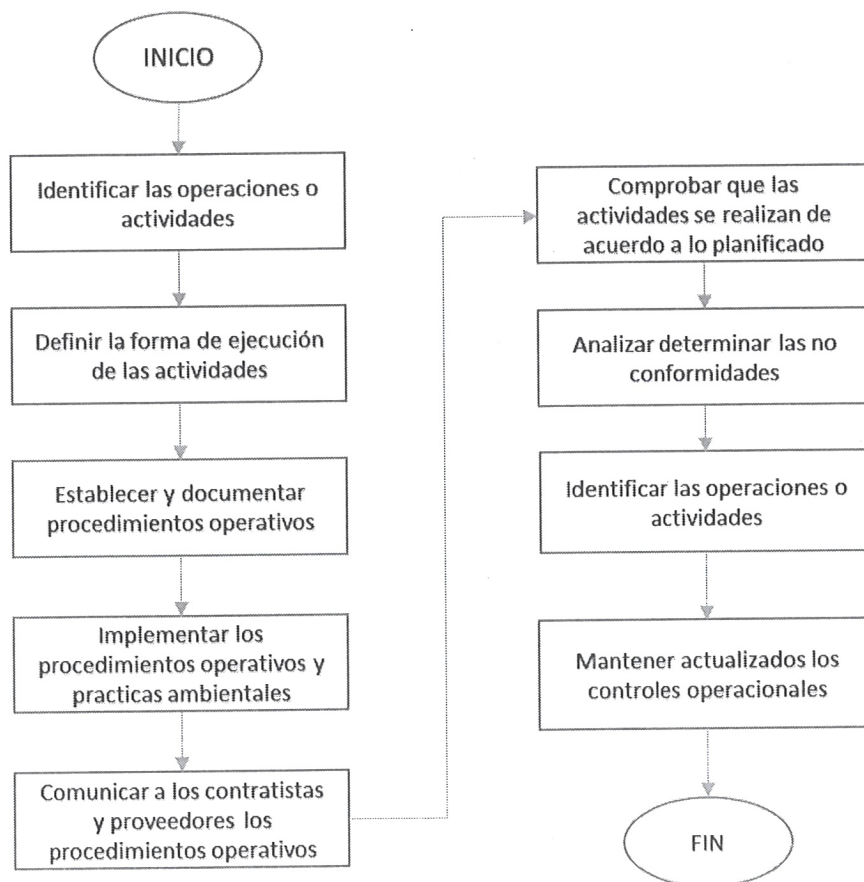 INICIO
Identificar las operaciones o
actividades
Definir la forma de ejecución
de las actividades
Establecer y documentar
procedimientos operativos
Implementar los
procedimientos operativos y
practicas ambientales
Comunicar a los contratistas
y proveedores los
procedimientos operativos
Comprobar que las
actividades se realizan de
acuerdo a lo planificado
Analizar determinar las no
conformidades
Identificar las operaciones o
actividades
Mantener actualizados los
controles operacionales
FIN